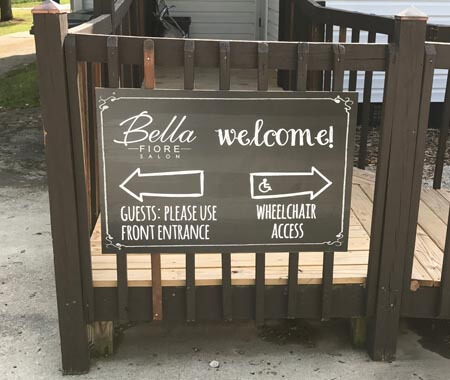 Bella
FIORE
SALON
welcome!
GUESTS: PLEASE USE
FRONT ENTRANCE
WHEELCHAIR
ACCESS